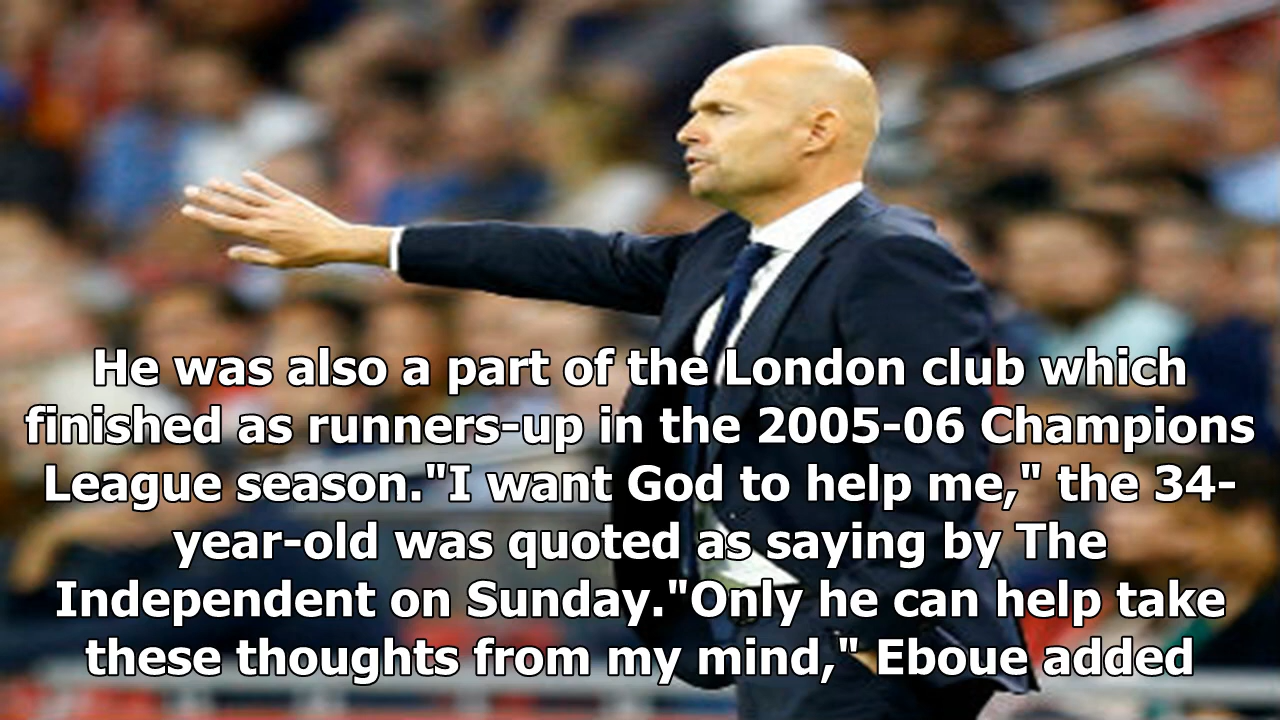 He was also a part of the London club which
finished as runners-up in the 2005-06 Champions
League season."I want God to help me," the 34-
year-old was quoted as saying by The
Independent on Sunday."Only he can help take
these thoughts from my mind," Eboue added